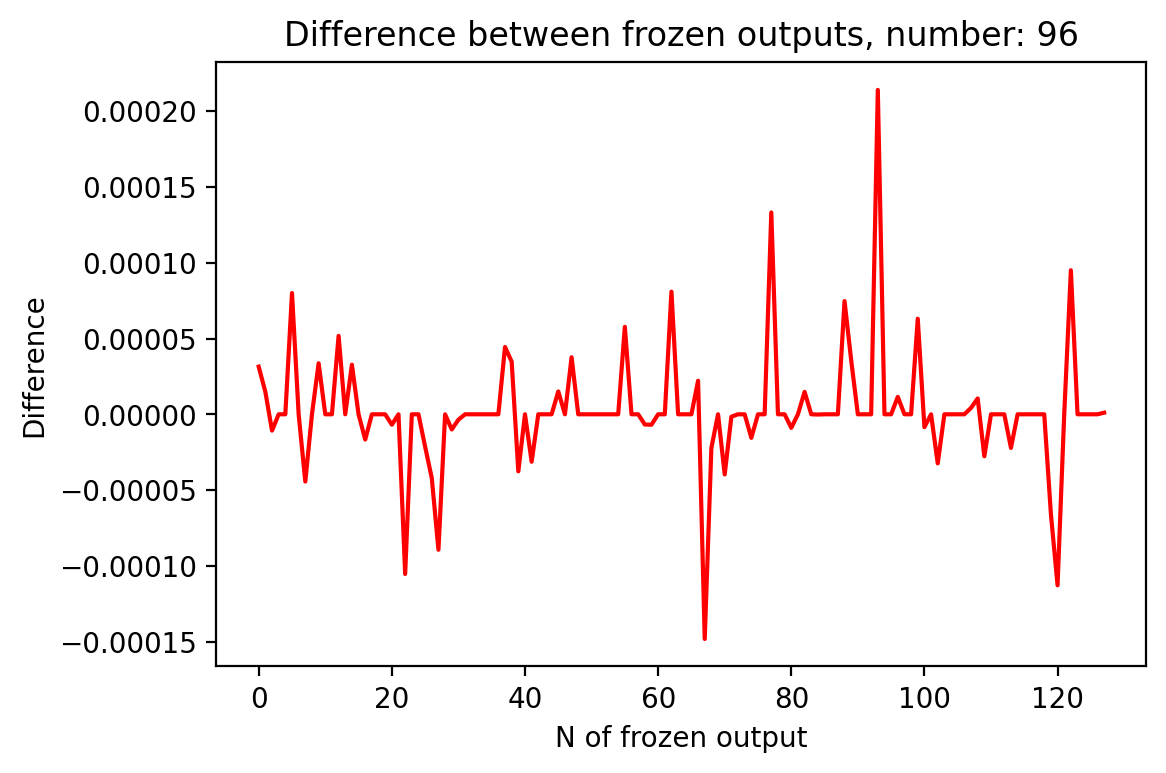 Difference between frozen outputs, number: 96
0.00020
0.00015
0.00010
0.00005
0.00000
−0.00005
−0.00010
−0.00015
Difference
0 20 40 60 80 100 120
N of frozen output